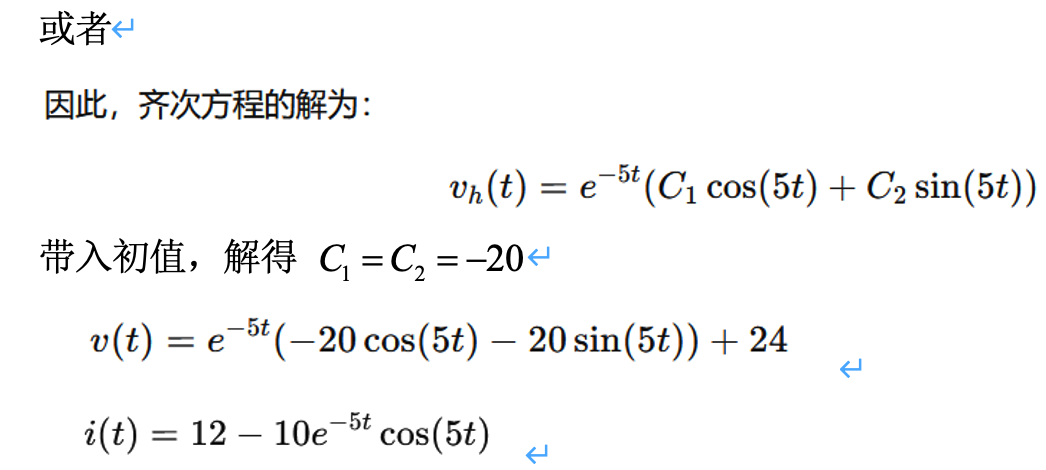 或者↵
因此，齐次方程的解为：
v_h(t) = e^{-5t}(C_1 cos(5t) + C_2 sin(5t))
带入初值，解得 C_1 = C_2 = −20↵
v(t) = e^{-5t}(−20 cos(5t) − 20 sin(5t)) + 24 ↵
i(t) = 12 − 10e^{-5t} cos(5t) ↵